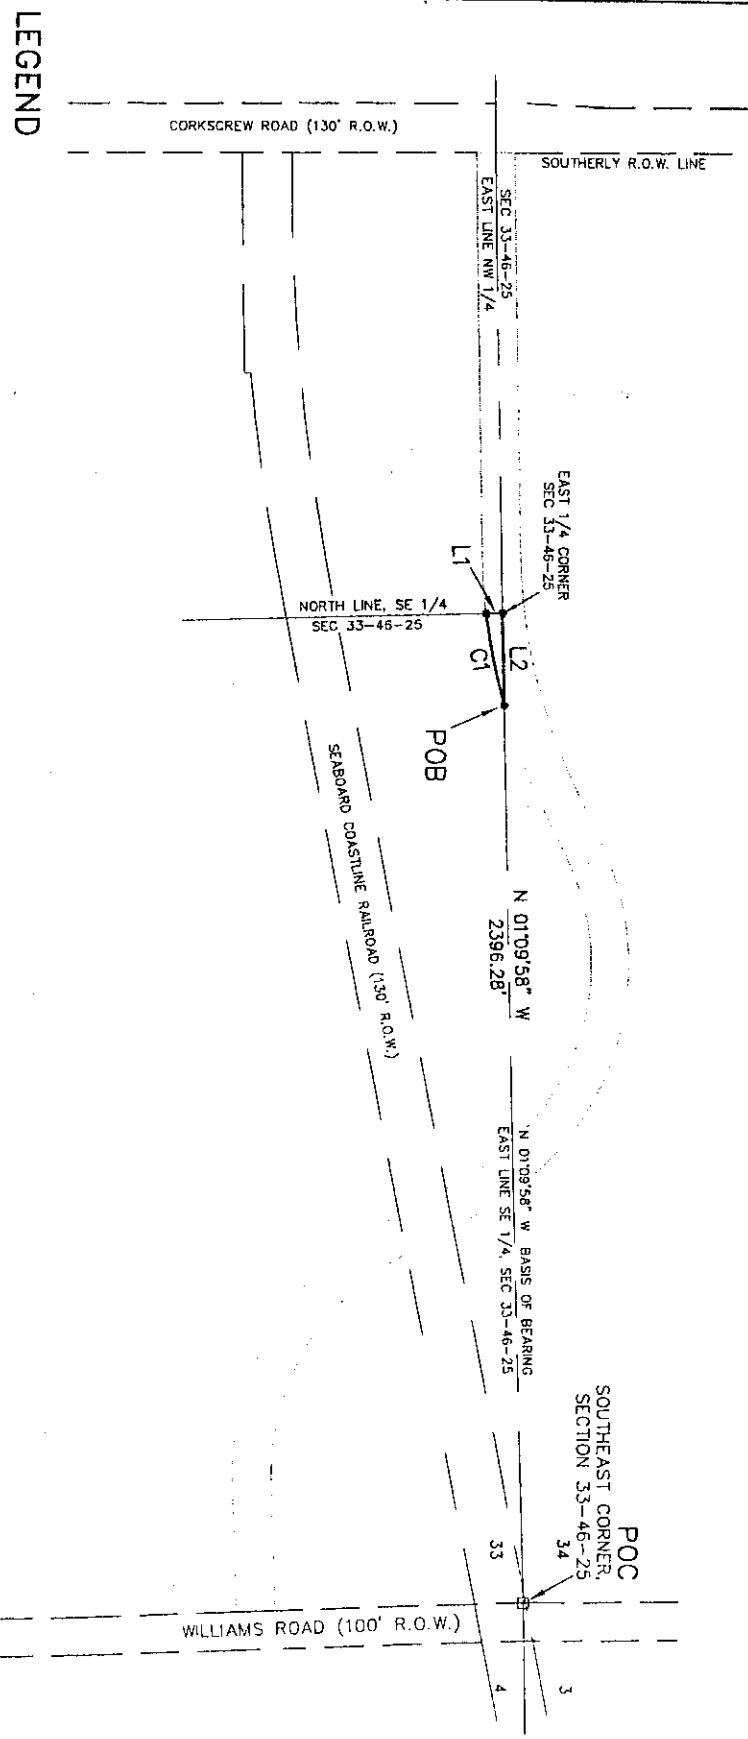 LEGEND
CORKSCREW ROAD (130' R.O.W.)
SOUTHERLY R.O.W. LINE
SEC 33-46-25
EAST LINE NW 1/4
EAST 1/4 CORNER
SEC 33-46-25
L1
NORTH LINE, SE 1/4
SEC 33-46-25
L2
C1
POB
SEABOARD COASTLINE RAILROAD (130' R.O.W.)
N 01°09'58" W
2396.28'
N 01°09'58" W BASIS OF BEARING
EAST LINE SE 1/4, SEC 33-46-25
POC
SOUTHEAST CORNER,
SECTION 33-46-25
34
33
WILLIAMS ROAD (100' R.O.W.)
3
4